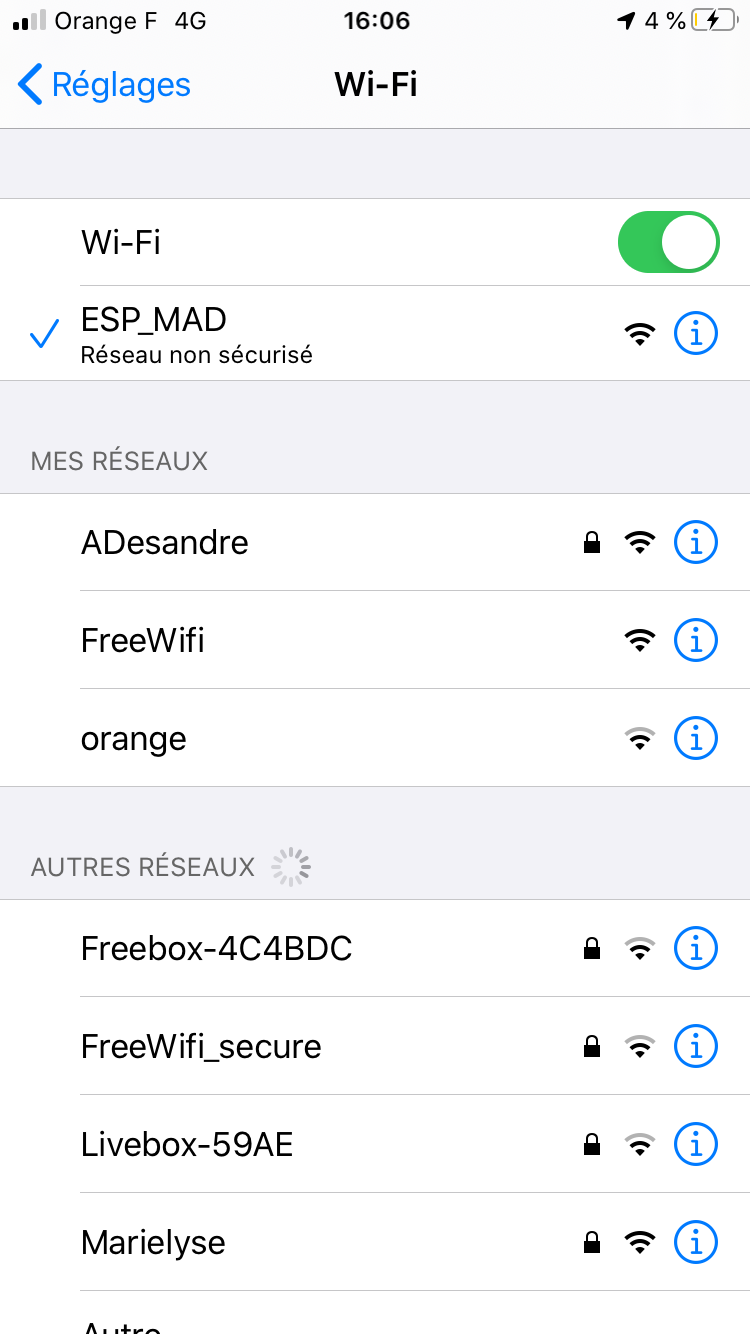 Orange F 4G 16:06 4 %
Réglages Wi-Fi
Wi-Fi
ESP_MAD
Réseau non sécurisé
MES RÉSEAUX
ADesandre
FreeWifi
orange
AUTRES RÉSEAUX
Freebox-4C4BDC
FreeWifi_secure
Livebox-59AE
Marielyse
Autre